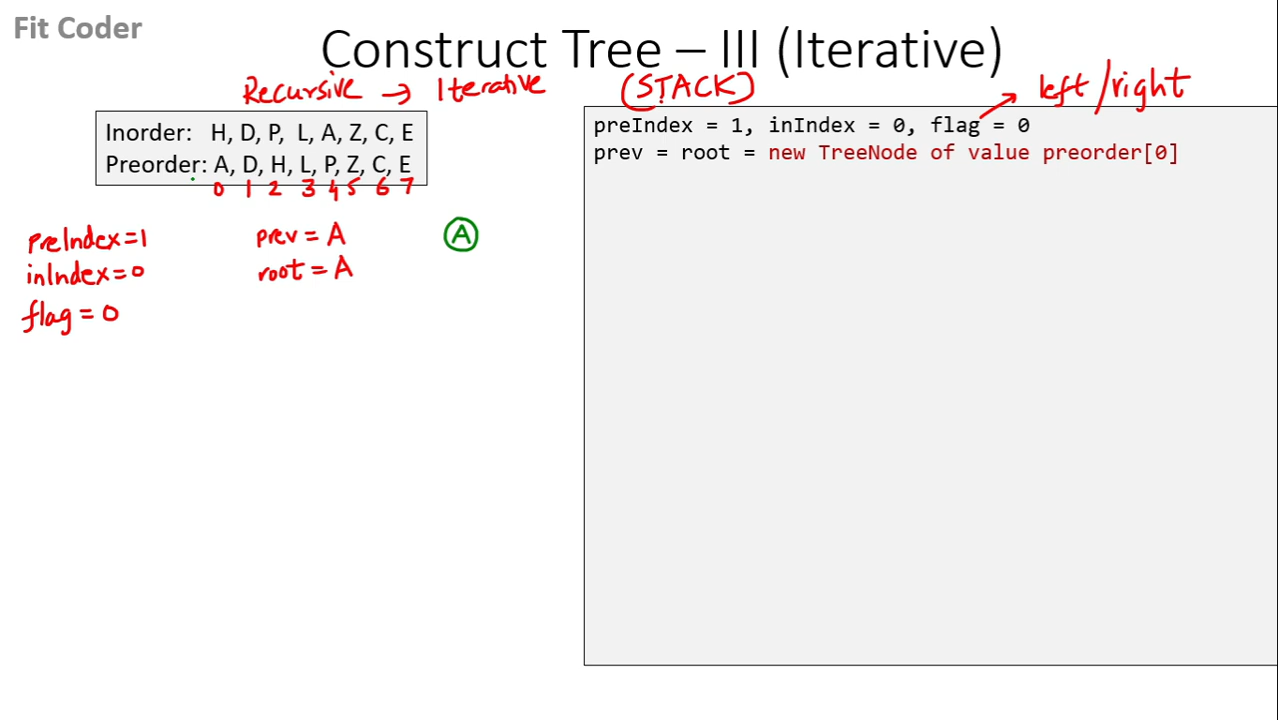 Fit Coder
Construct Tree – III (Iterative)
Recursive → Iterative (STACK) left/right
Inorder: H, D, P, L, A, Z, C, E
Preorder: A, D, H, L, P, Z, C, E
0 1 2 3 4 5 6 7
preIndex = 1, inIndex = 0, flag = 0
prev = root = new TreeNode of value preorder[0]
preIndex=1
inIndex=0
flag = 0
prev = A
root = A
A